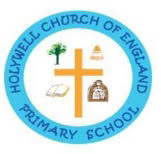 HOLYWELL CHURCH OF ENGLAND
PRIMARY SCHOOL